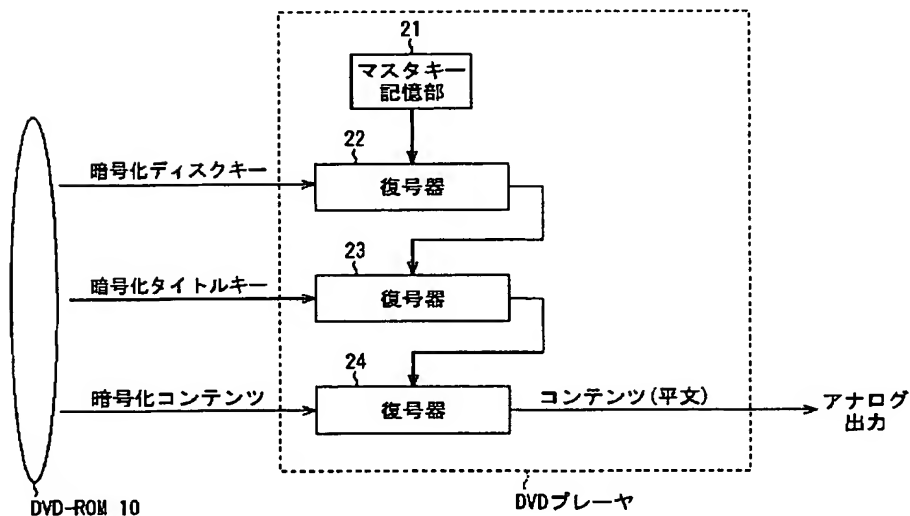 21
マスタキー
記憶部
22
暗号化ディスクキー
復号器
23
暗号化タイトルキー
復号器
24
暗号化コンテンツ
復号器
コンテンツ(平文)
アナログ
出力
DVD-ROM 10
DVDプレーヤ